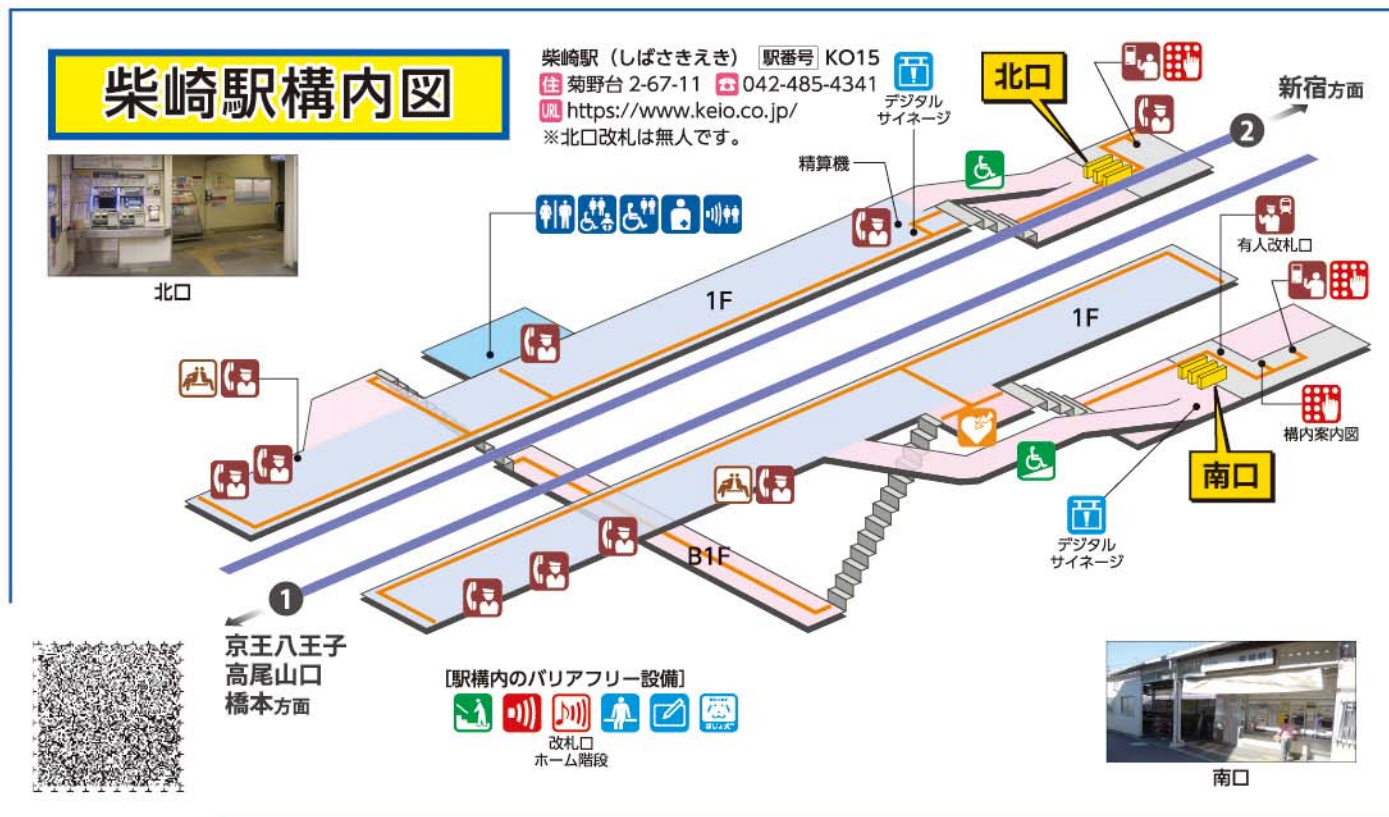 柴崎駅構内図
柴崎駅(しばさきえき) 駅番号 KO15
住 菊野台 2-67-11 ☎ 042-485-4341
URL https://www.keio.co.jp/
※北口改札は無人です。
デジタル
サイネージ
北口
新宿方面
2
精算機
有人改札口
北口
1F
1F
構内案内図
南口
デジタル
サイネージ
B1F
1
京王八王子
高尾山口
橋本方面
[駅構内のバリアフリー設備]
ほじょ犬
改札口
ホーム階段
南口